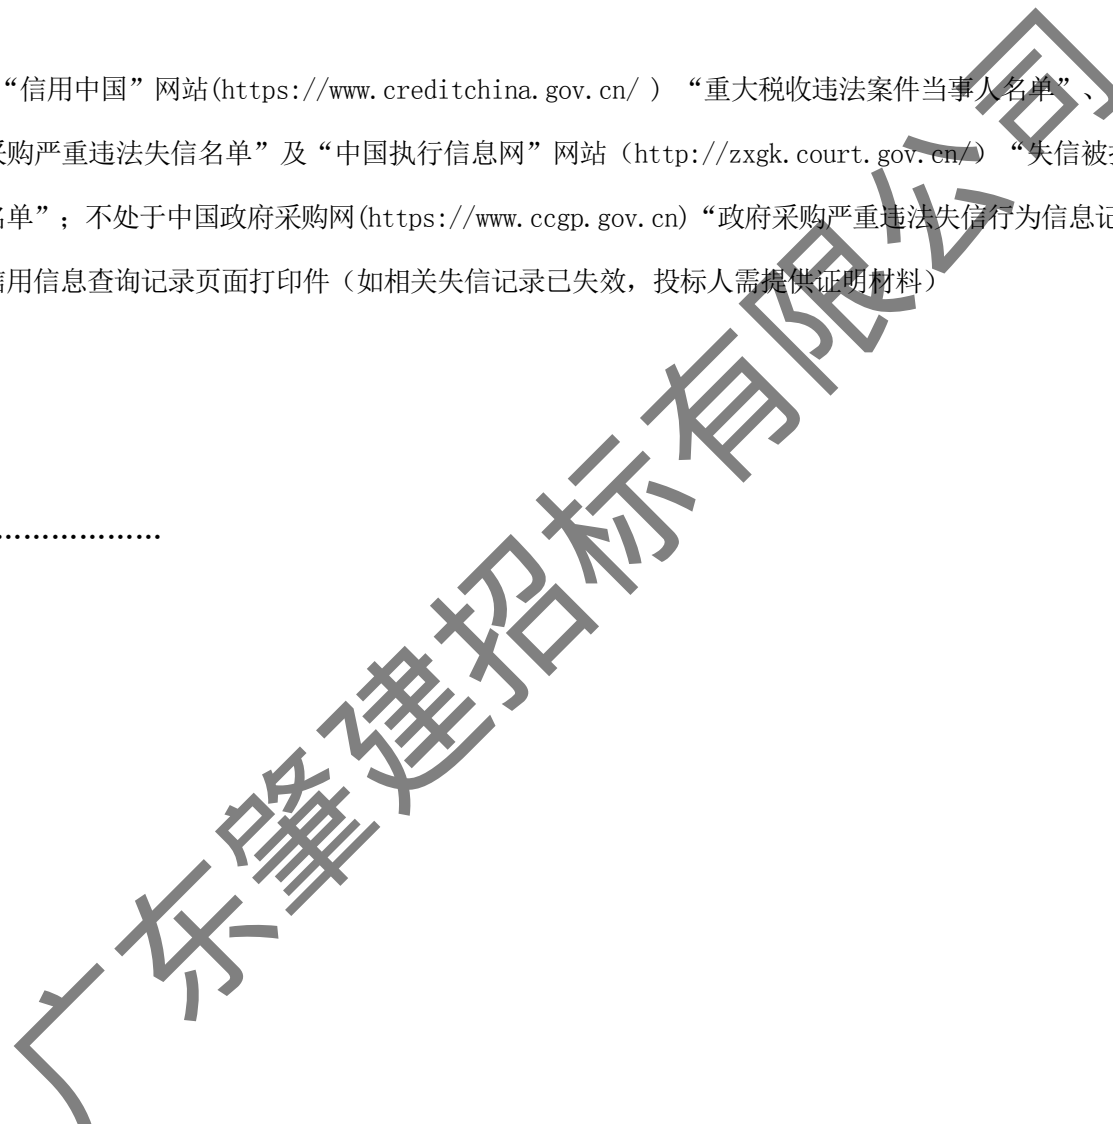 “信用中国”网站(https://www.creditchina.gov.cn/ ) “重大税收违法案件当事人名单”、
购严重违法失信名单”及“中国执行信息网”网站（http://zxgk.court.gov.cn/）“失信被
单”；不处于中国政府采购网(https://www.ccgp.gov.cn)“政府采购严重违法失信行为信息记
用信息查询记录页面打印件（如相关失信记录已失效，投标人需提供证明材料）
………………
广东肇建招标有限公司